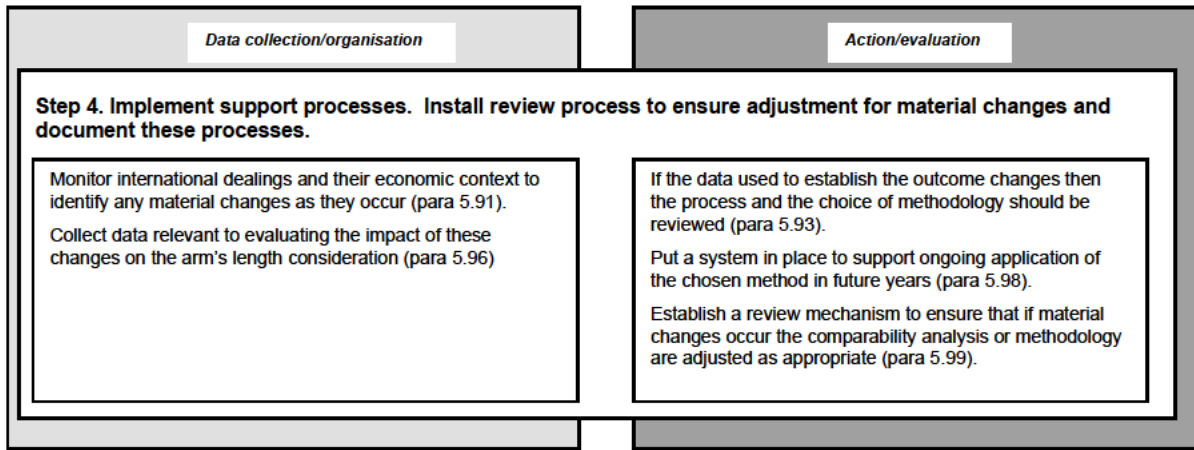 Data collection/organisation
Action/evaluation
Step 4. Implement support processes.  Install review process to ensure adjustment for material changes and
document these processes.
Monitor international dealings and their economic context to
identify any material changes as they occur (para 5.91).
Collect data relevant to evaluating the impact of these
changes on the arm's length consideration (para 5.96)
If the data used to establish the outcome changes then
the process and the choice of methodology should be
reviewed (para 5.93).
Put a system in place to support ongoing application of
the chosen method in future years (para 5.98).
Establish a review mechanism to ensure that if material
changes occur the comparability analysis or methodology
are adjusted as appropriate (para 5.99).